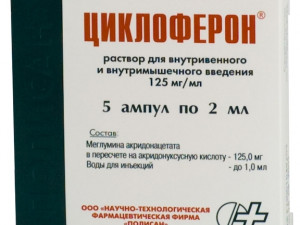 ЦИКЛОФЕРОН®
раствор для внутривенного
и внутримышечного введения
125 мг/мл
5 ампул по 2 мл
Состав:
Меглумина акридонацетата
в пересчете на акридонуксусную кислоту - 125,0 мг
Воды для инъекций - до 1,0 мл
ООО «НАУЧНО-ТЕХНОЛОГИЧЕСКАЯ
ФАРМАЦЕВТИЧЕСКАЯ ФИРМА
«ПОЛИСАН»